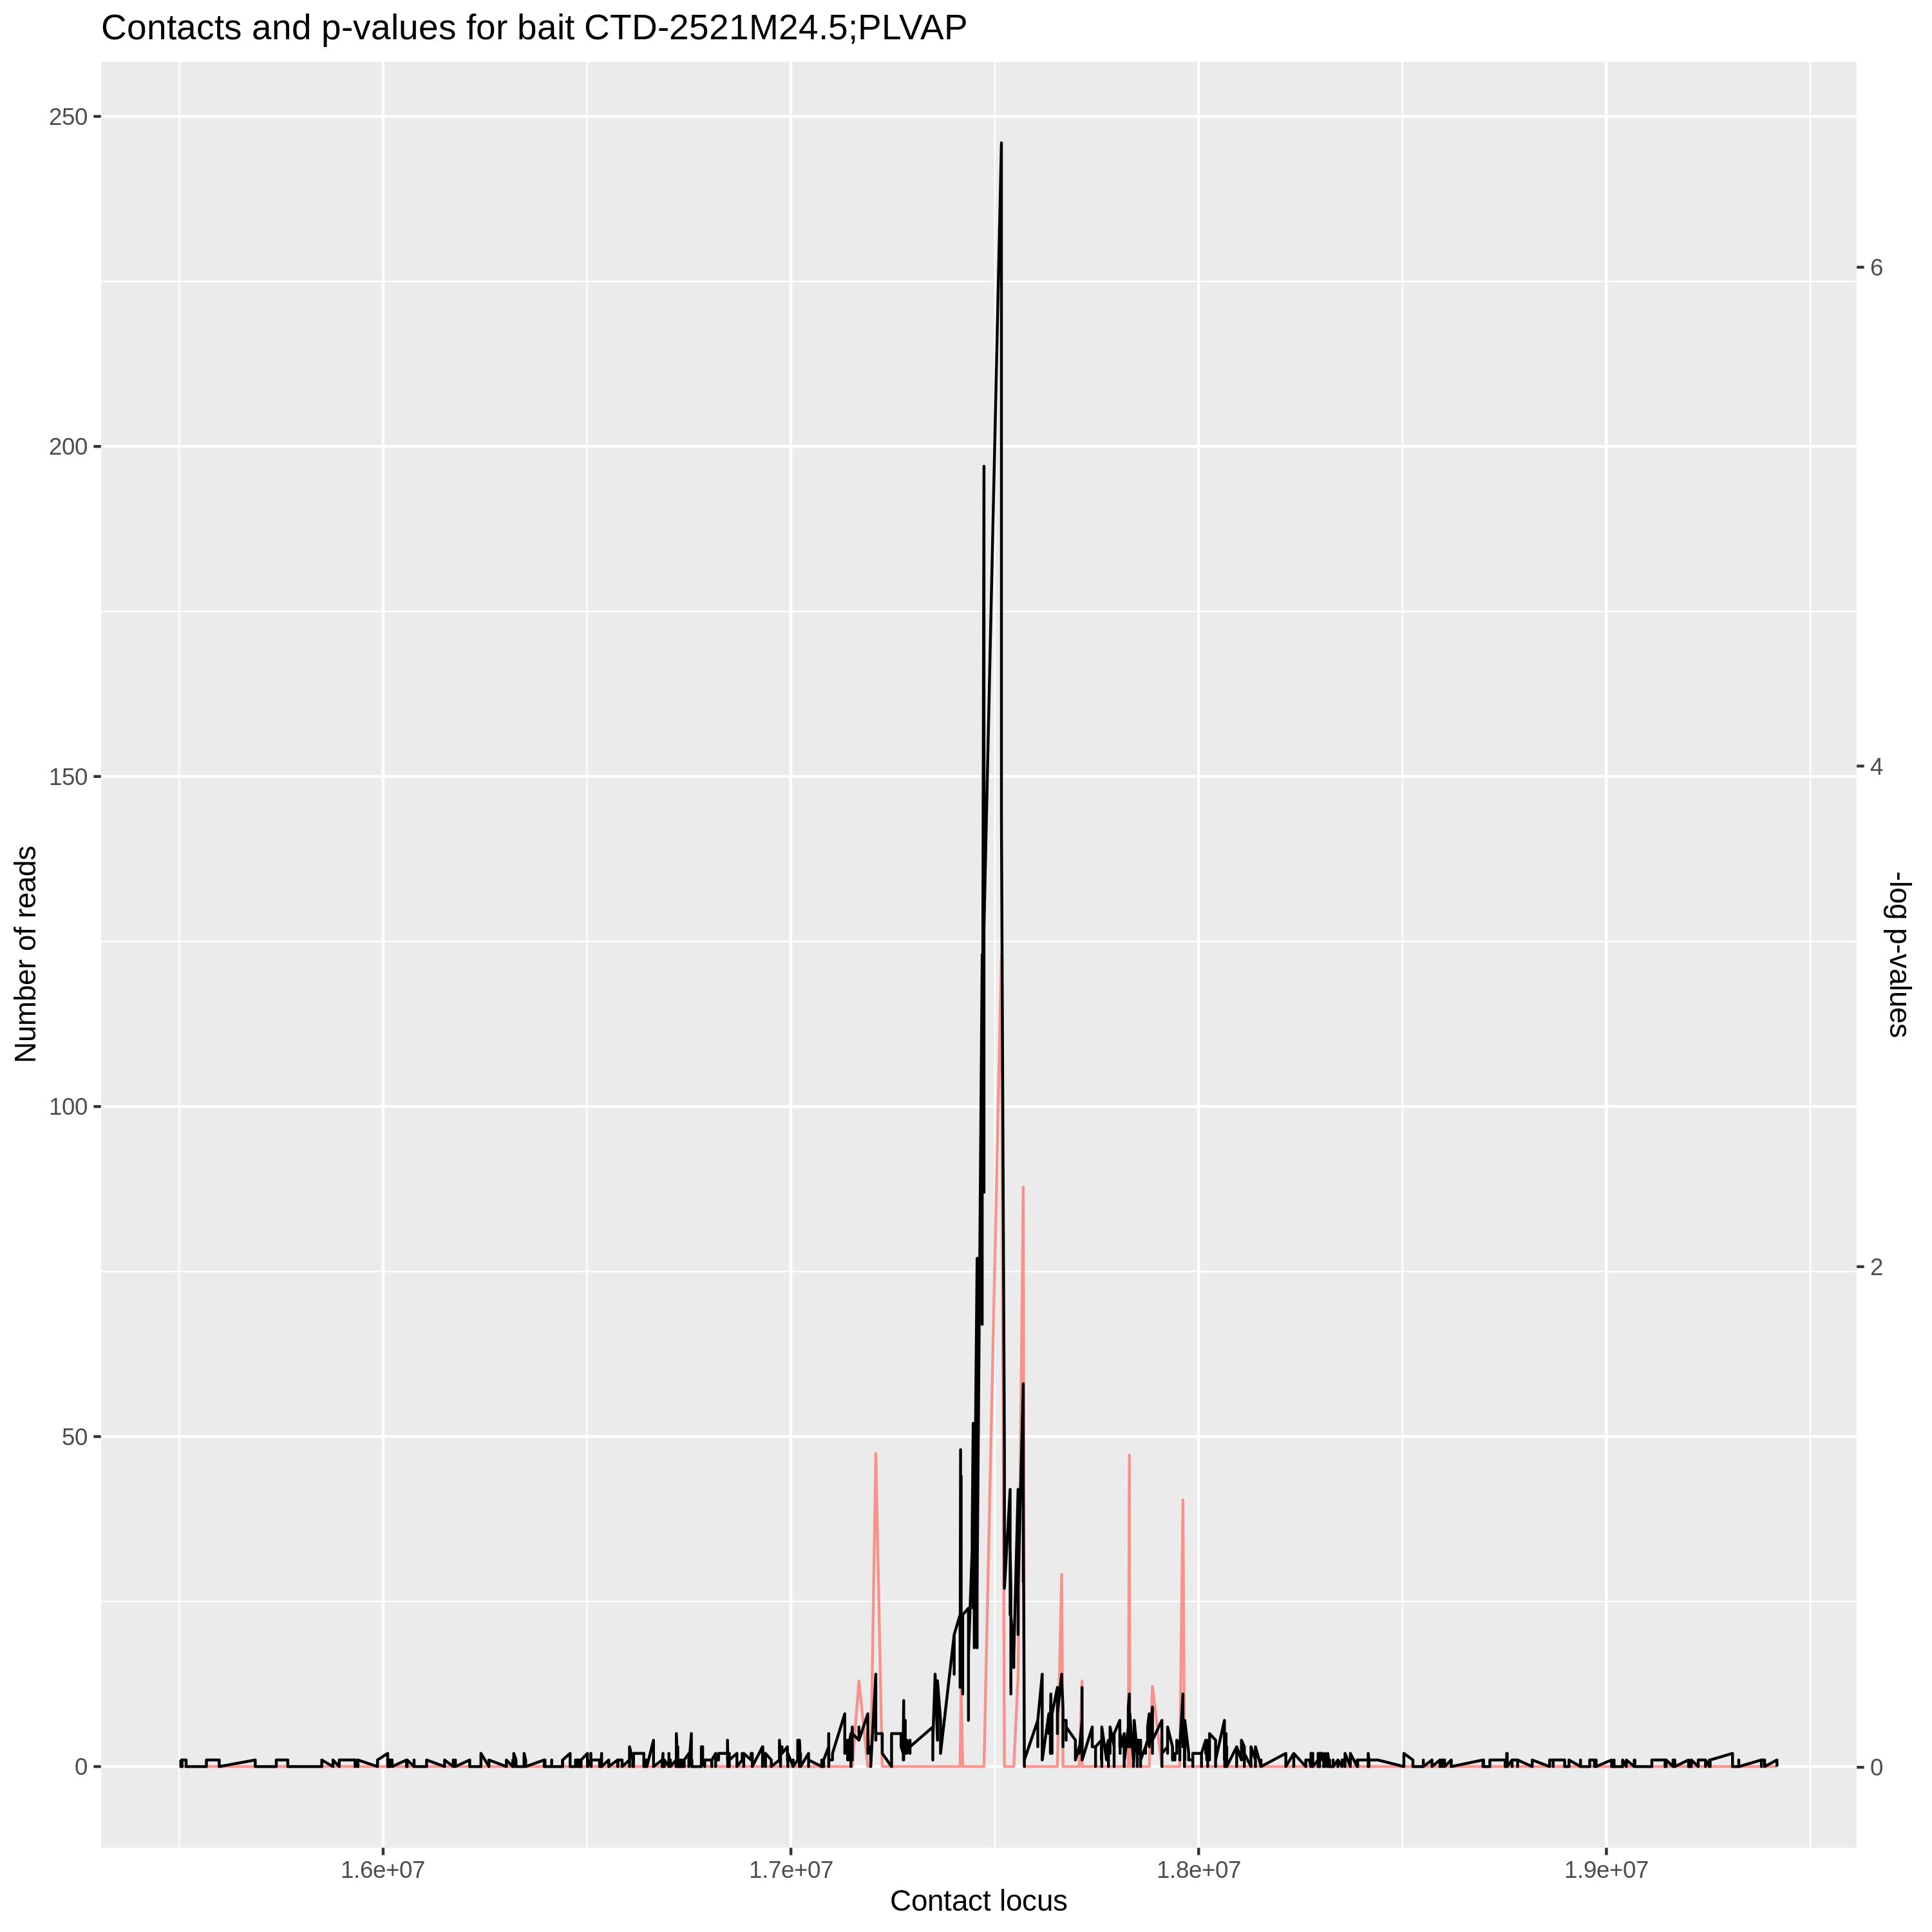 Contacts and p-values for bait CTD-2521M24.5;PLVAP
250
200
150
100
50
0
Number of reads
6
4
2
0
-log p-values
1.6e+07 1.7e+07 1.8e+07 1.9e+07
Contact locus